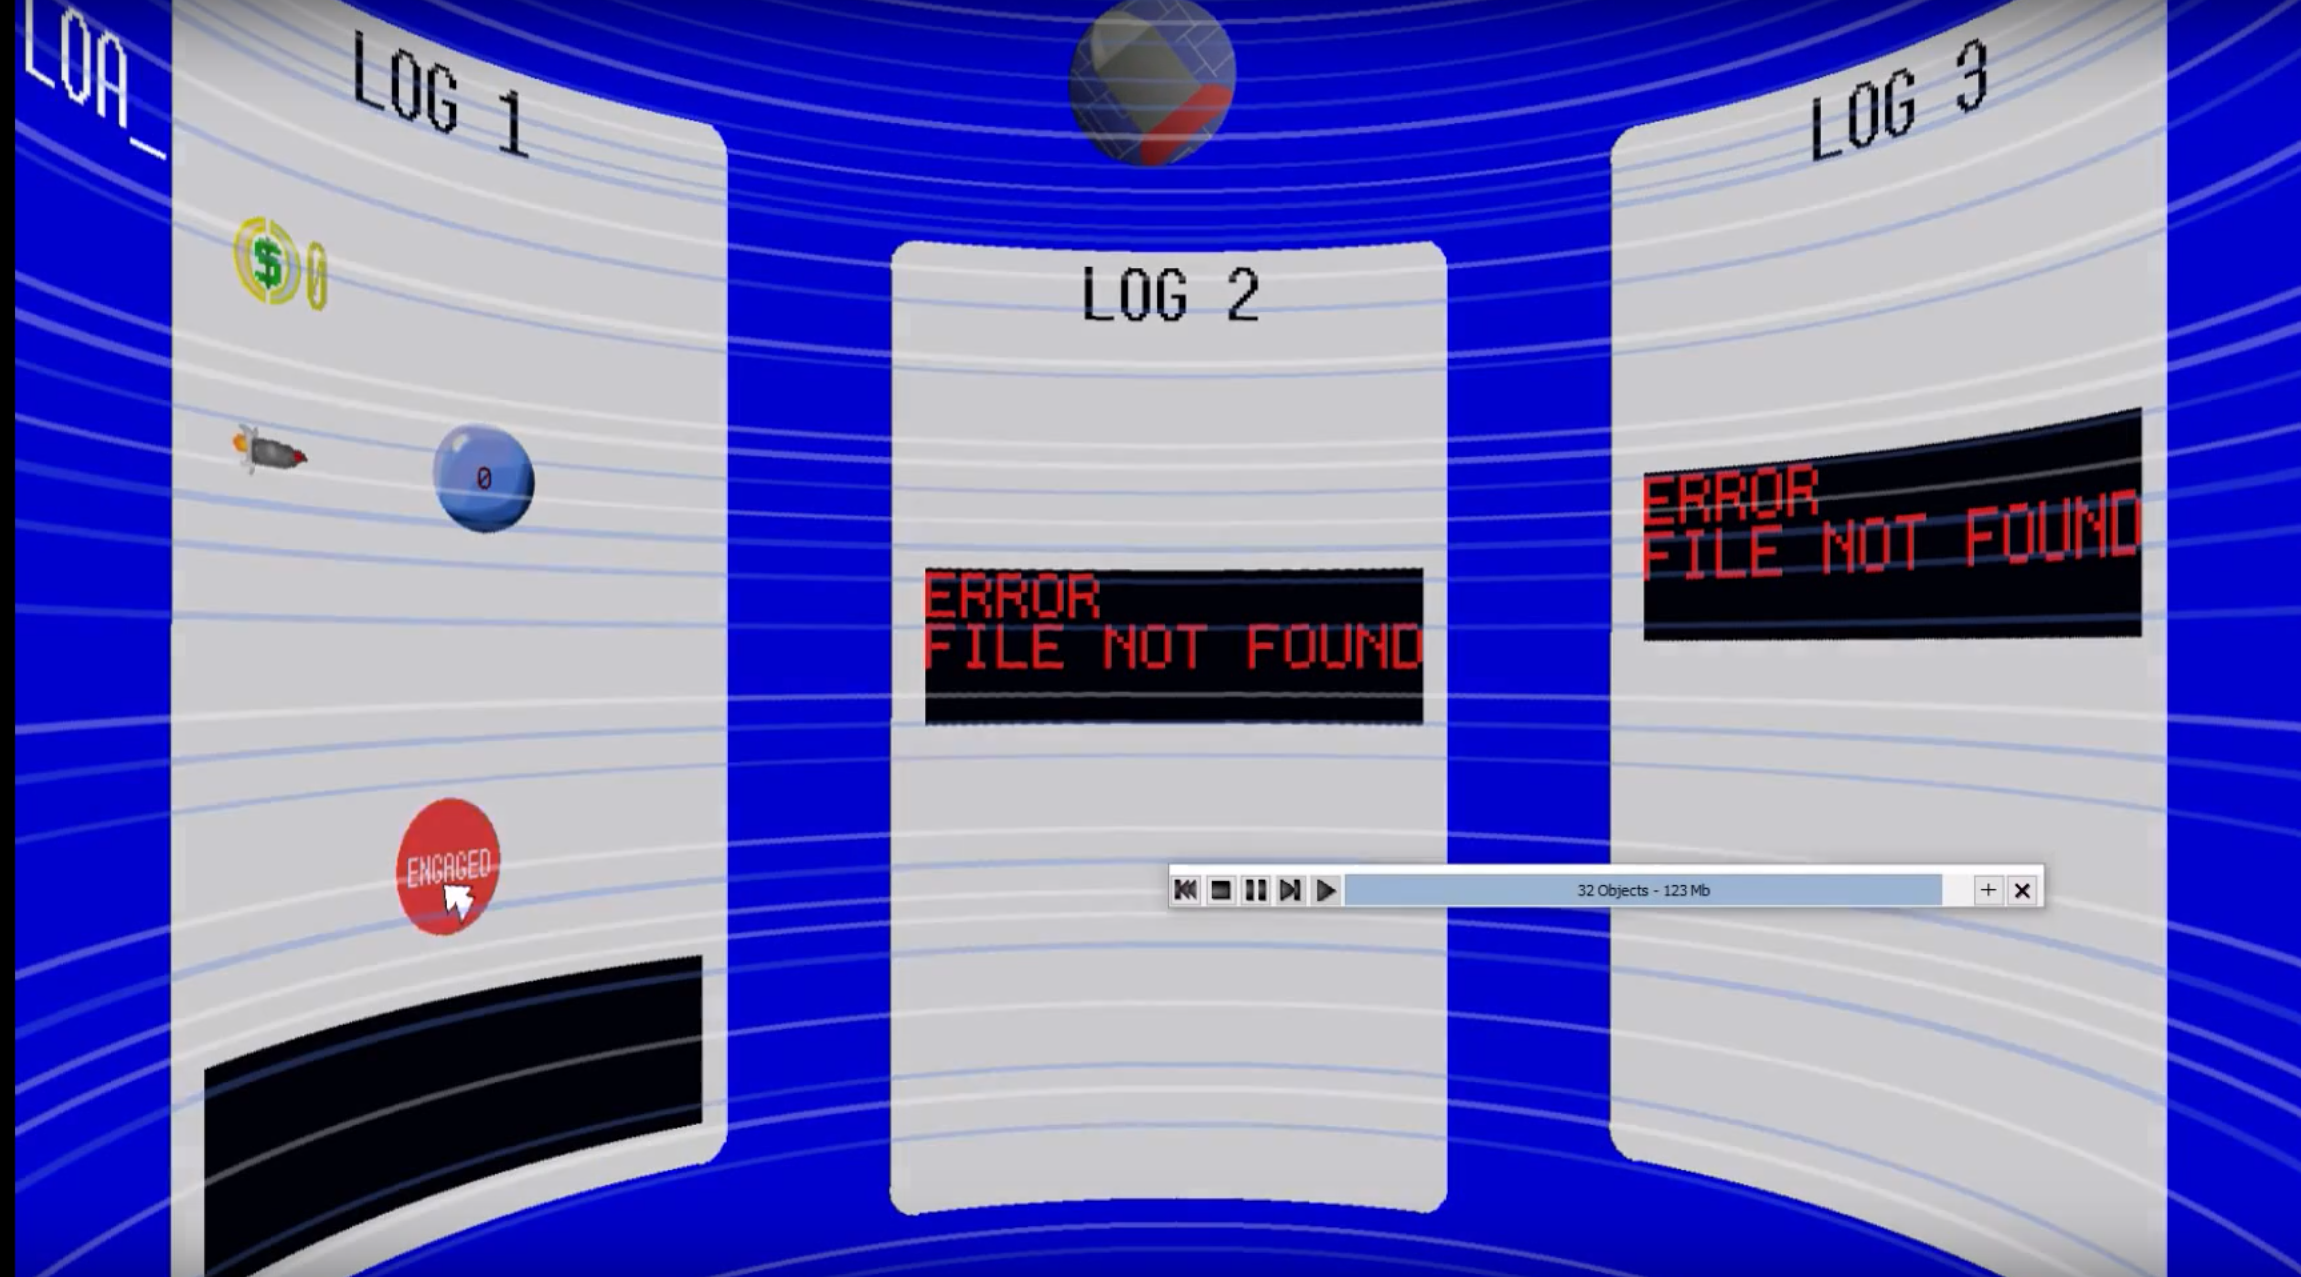 LOA_
LOG 1
$ 0
0
ENGAGED
LOG 2
ERROR
FILE NOT FOUND
LOG 3
ERROR
FILE NOT FOUND
32 Objects - 123 Mb